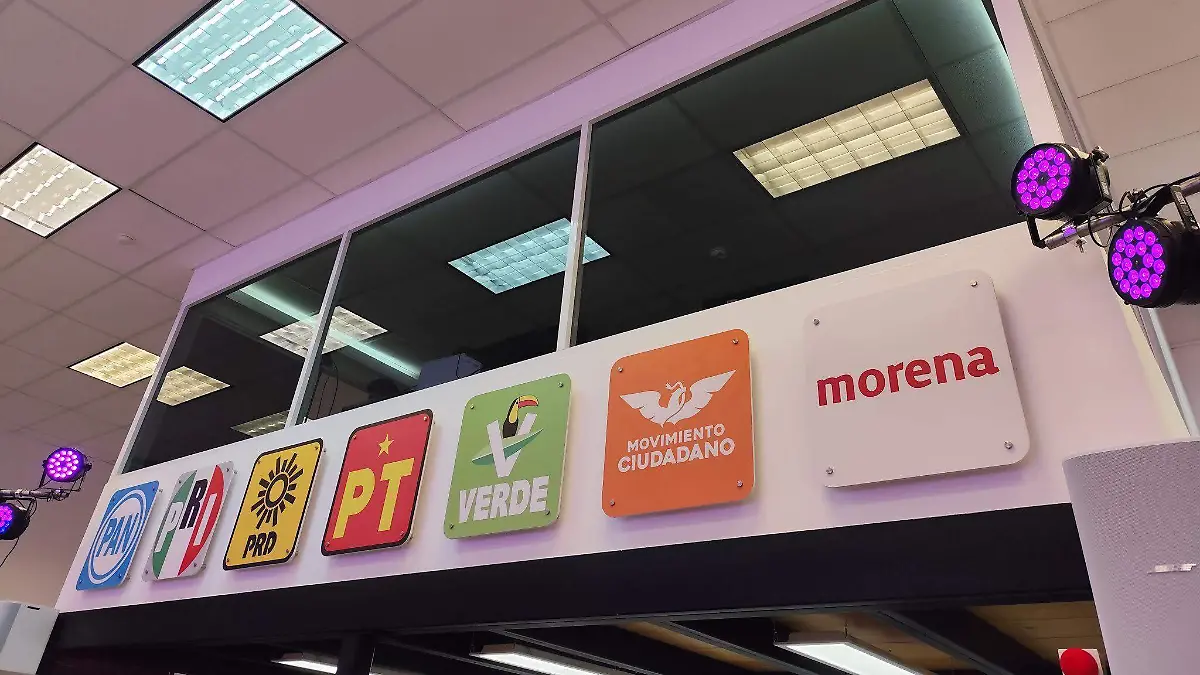 PAN
PRI
PRD
PT
VERDE
MOVIMIENTO
CIUDADANO
morena